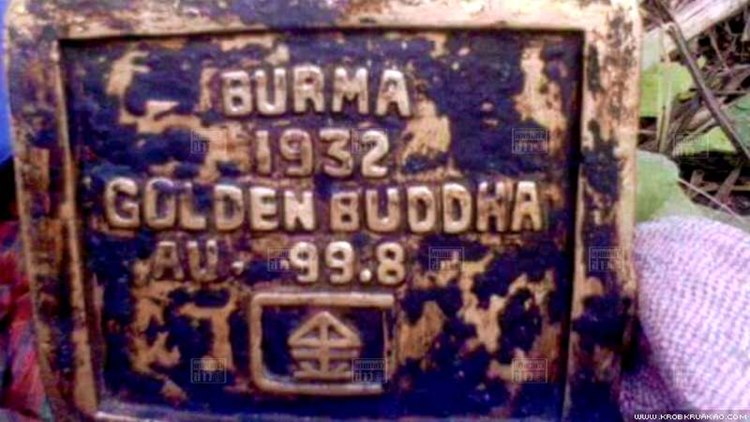 BURMA
1932
GOLDEN BUDDHA
AU. 99.8
金
WWW.KROBKRUAKAO.COM